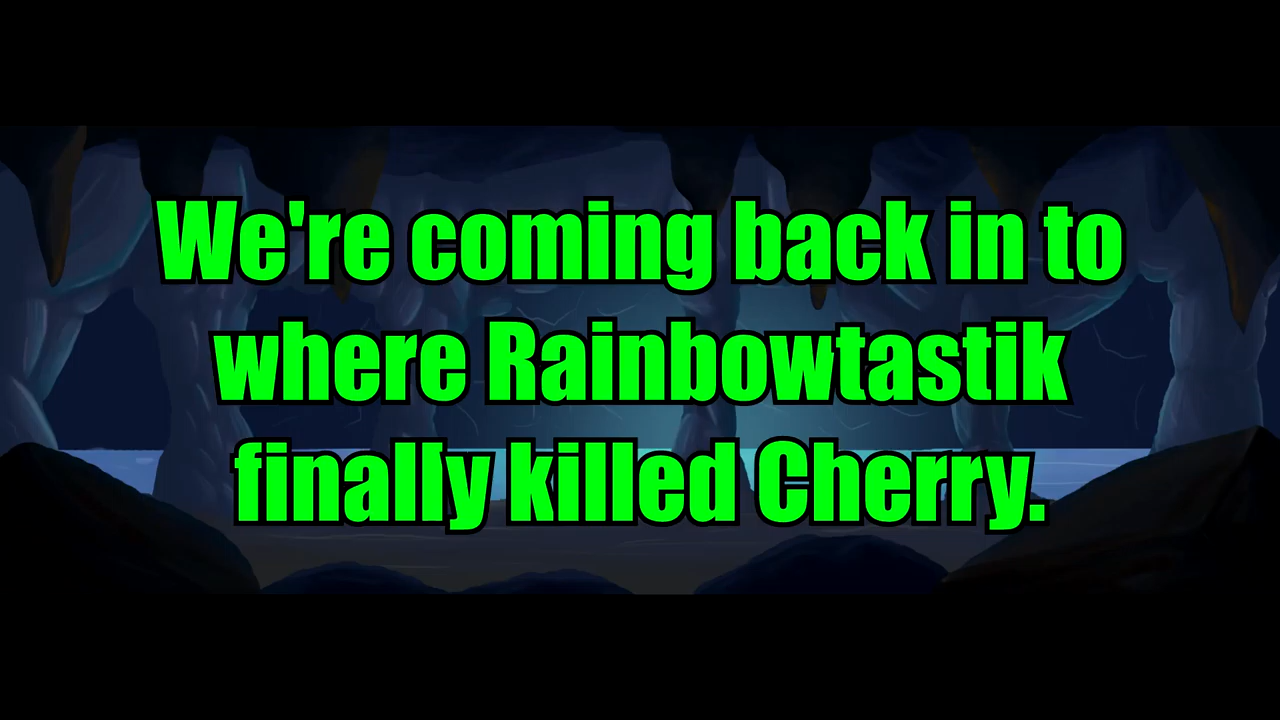 We're coming back in to
where Rainbowtastik
finally killed Cherry.